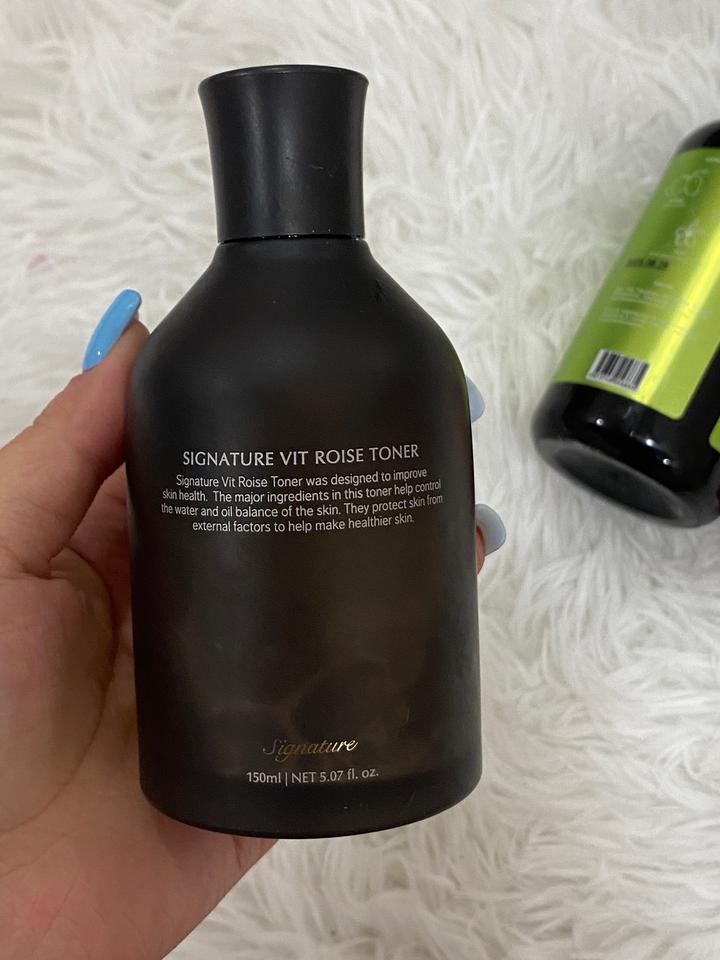 SIGNATURE VIT ROISE TONER
Signature Vit Roise Toner was designed to improve
skin health. The major ingredients in this toner help control
the water and oil balance of the skin. They protect skin from
external factors to help make healthier skin.
Signature
150ml | NET 5.07 fl. oz.